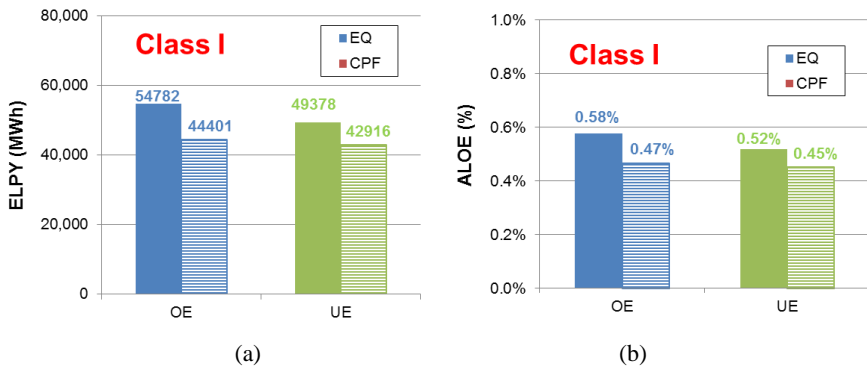 80,000
60,000
40,000
20,000
0
ELPY (MWh)
Class I
EQ
CPF
54782
44401
49378
42916
OE
UE
(a)
1.0%
0.8%
0.6%
0.4%
0.2%
0.0%
ALOE (%)
Class I
EQ
CPF
0.58%
0.47%
0.52%
0.45%
OE
UE
(b)